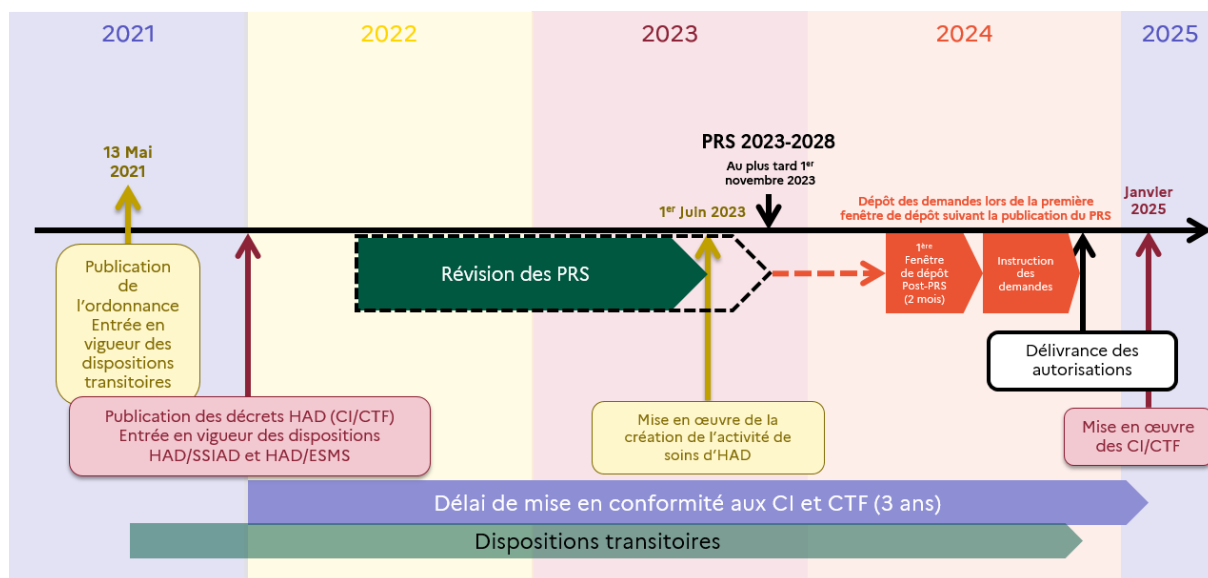 2021
2022
2023
2024
2025
13 Mai
2021
PRS 2023-2028
Au plus tard 1er
novembre 2023
1er Juin 2023
Dépôt des demandes lors de la première
fenêtre de dépôt suivant la publication du PRS
Janvier
2025
Publication
de
l'ordonnance
Entrée en
vigueur des
dispositions
transitoires
Révision des PRS
1ère
Fenêtre
de dépôt
Post-PRS
(2 mois)
Instruction
des
demandes
Délivrance des
autorisations
Publication des décrets HAD (CI/CTF)
Entrée en vigueur des dispositions
HAD/SSIAD et HAD/ESMS
Mise en œuvre de la
création de l'activité de
soins d'HAD
Mise en œuvre
des CI/CTF
Délai de mise en conformité aux CI et CTF (3 ans)
Dispositions transitoires